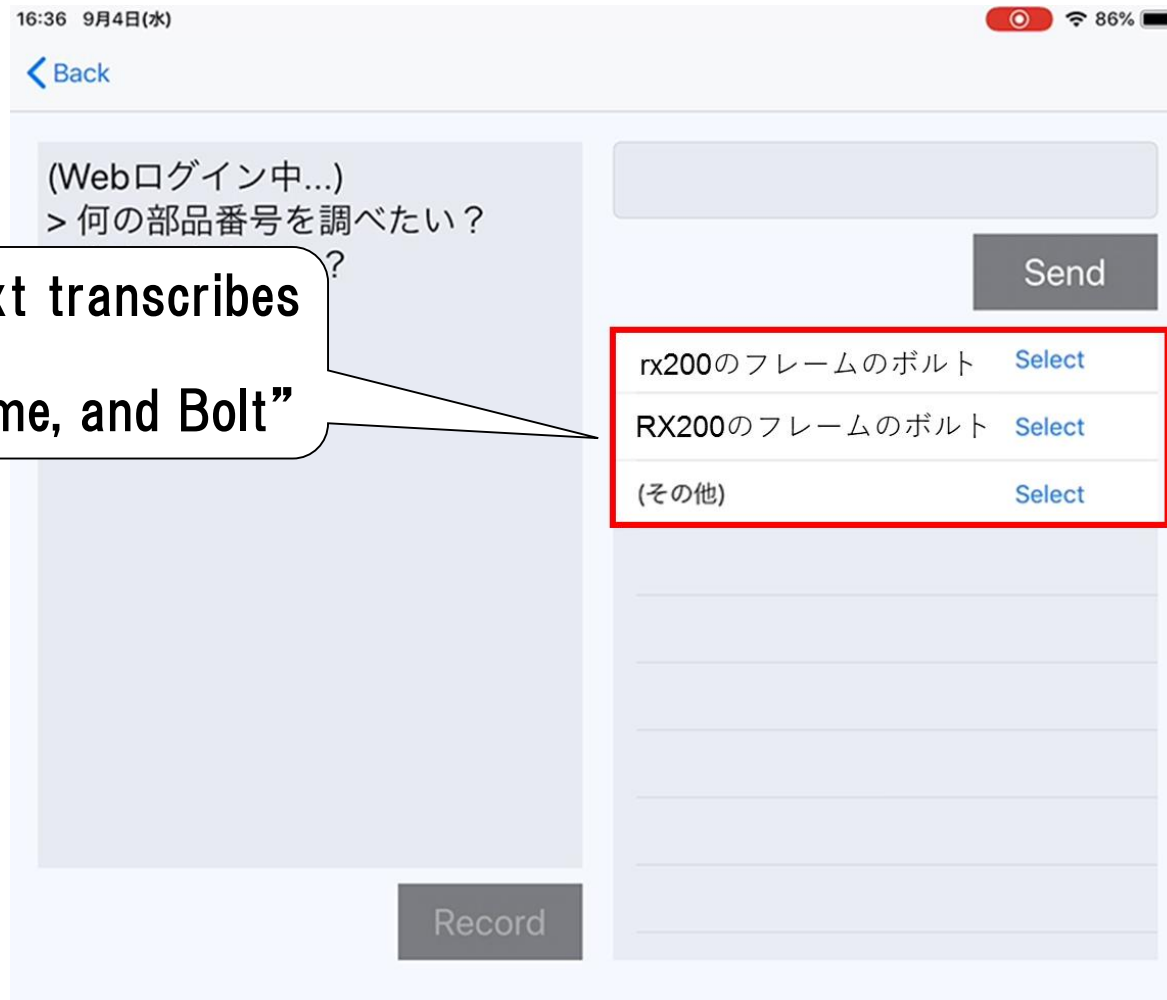 16:36 9月4日(水)
86%
Back
(Webログイン中...)
> 何の部品番号を調べたい？
？
transcribes
and Bolt”
Send
rx200のフレームのボルト Select
RX200のフレームのボルト Select
(その他) Select
Record